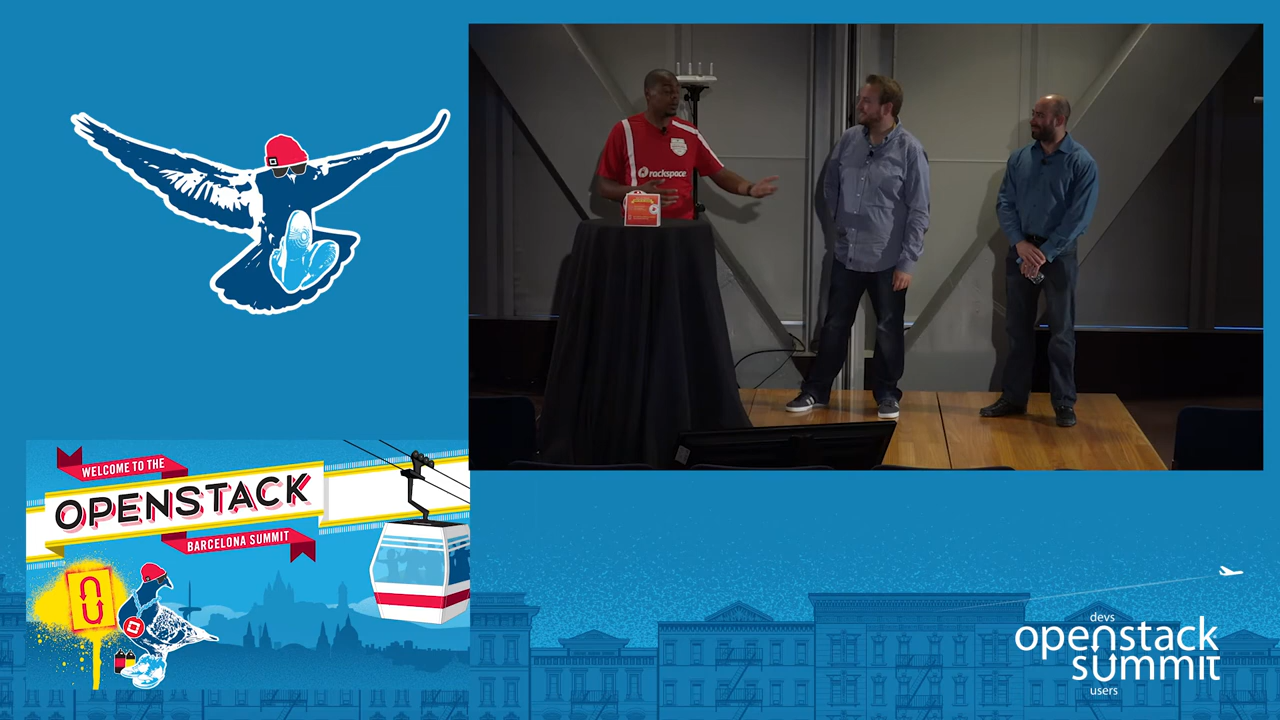 rackspace
WELCOME TO THE
OPENSTACK
BARCELONA SUMMIT
devs
openstack
summit
users